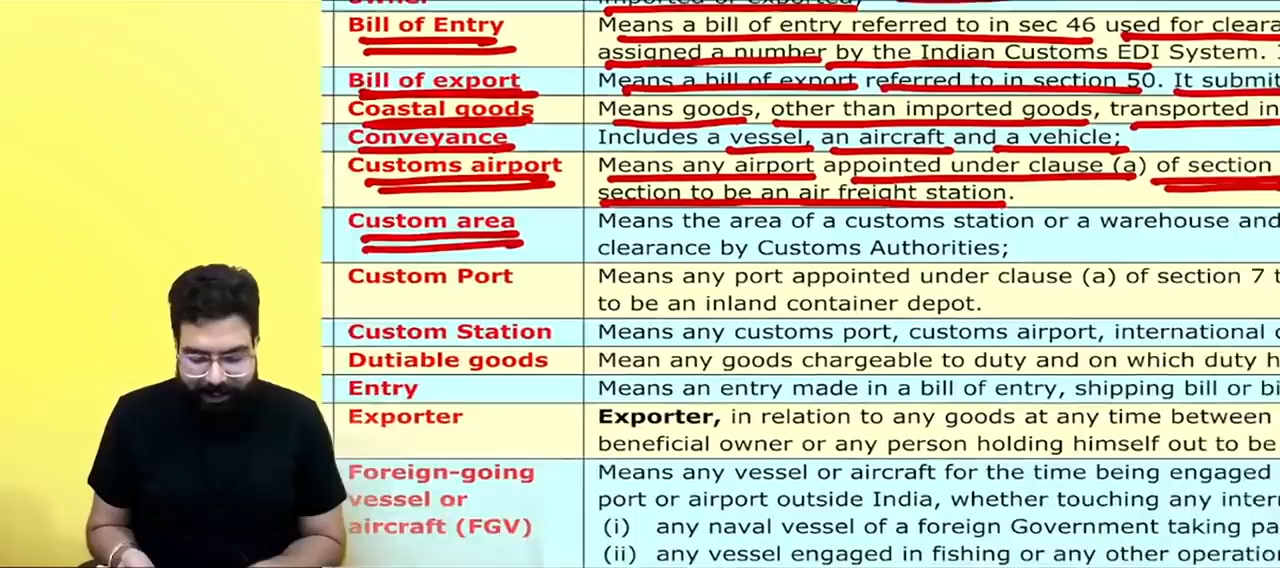 Owner imported or exported;
Bill of Entry Means a bill of entry referred to in sec 46 used for cleara
assigned a number by the Indian Customs EDI System.
Bill of export Means a bill of export referred to in section 50. It submit
Coastal goods Means goods, other than imported goods, transported in
Conveyance Includes a vessel, an aircraft and a vehicle;
Customs airport Means any airport appointed under clause (a) of section
section to be an air freight station.
Custom area Means the area of a customs station or a warehouse and
clearance by Customs Authorities;
Custom Port Means any port appointed under clause (a) of section 7 t
to be an inland container depot.
Custom Station Means any customs port, customs airport, international c
Dutiable goods Mean any goods chargeable to duty and on which duty h
Entry Means an entry made in a bill of entry, shipping bill or bi
Exporter Exporter, in relation to any goods at any time between
beneficial owner or any person holding himself out to be
Foreign-going Means any vessel or aircraft for the time being engaged
vessel or port or airport outside India, whether touching any inter
aircraft (FGV) (i) any naval vessel of a foreign Government taking pa
(ii) any vessel engaged in fishing or any other operatio